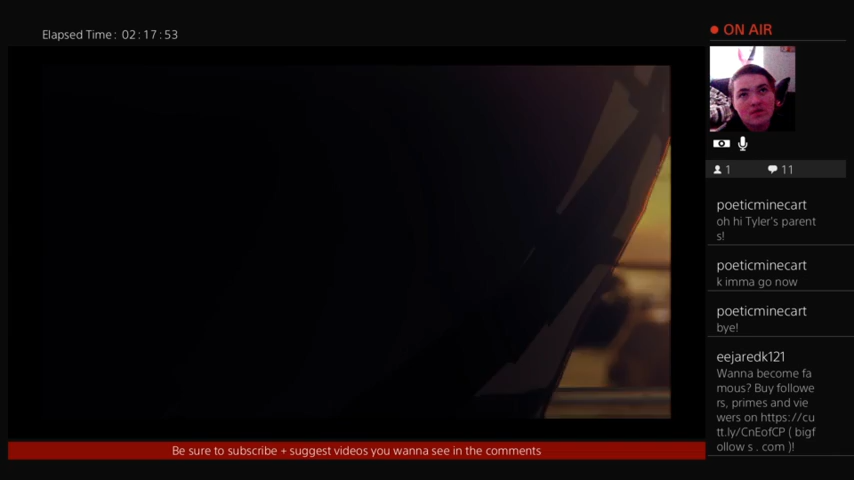 Elapsed Time: 02:17:53
ON AIR
1
11
poeticminecart
oh hi Tyler's parent
s!
poeticminecart
k imma go now
poeticminecart
bye!
eejaredk121
Wanna become fa
mous? Buy followe
rs, primes and vie
wers on https://cu
tt.ly/CnEofCP ( bigf
ollow s . com )!
Be sure to subscribe + suggest videos you wanna see in the comments